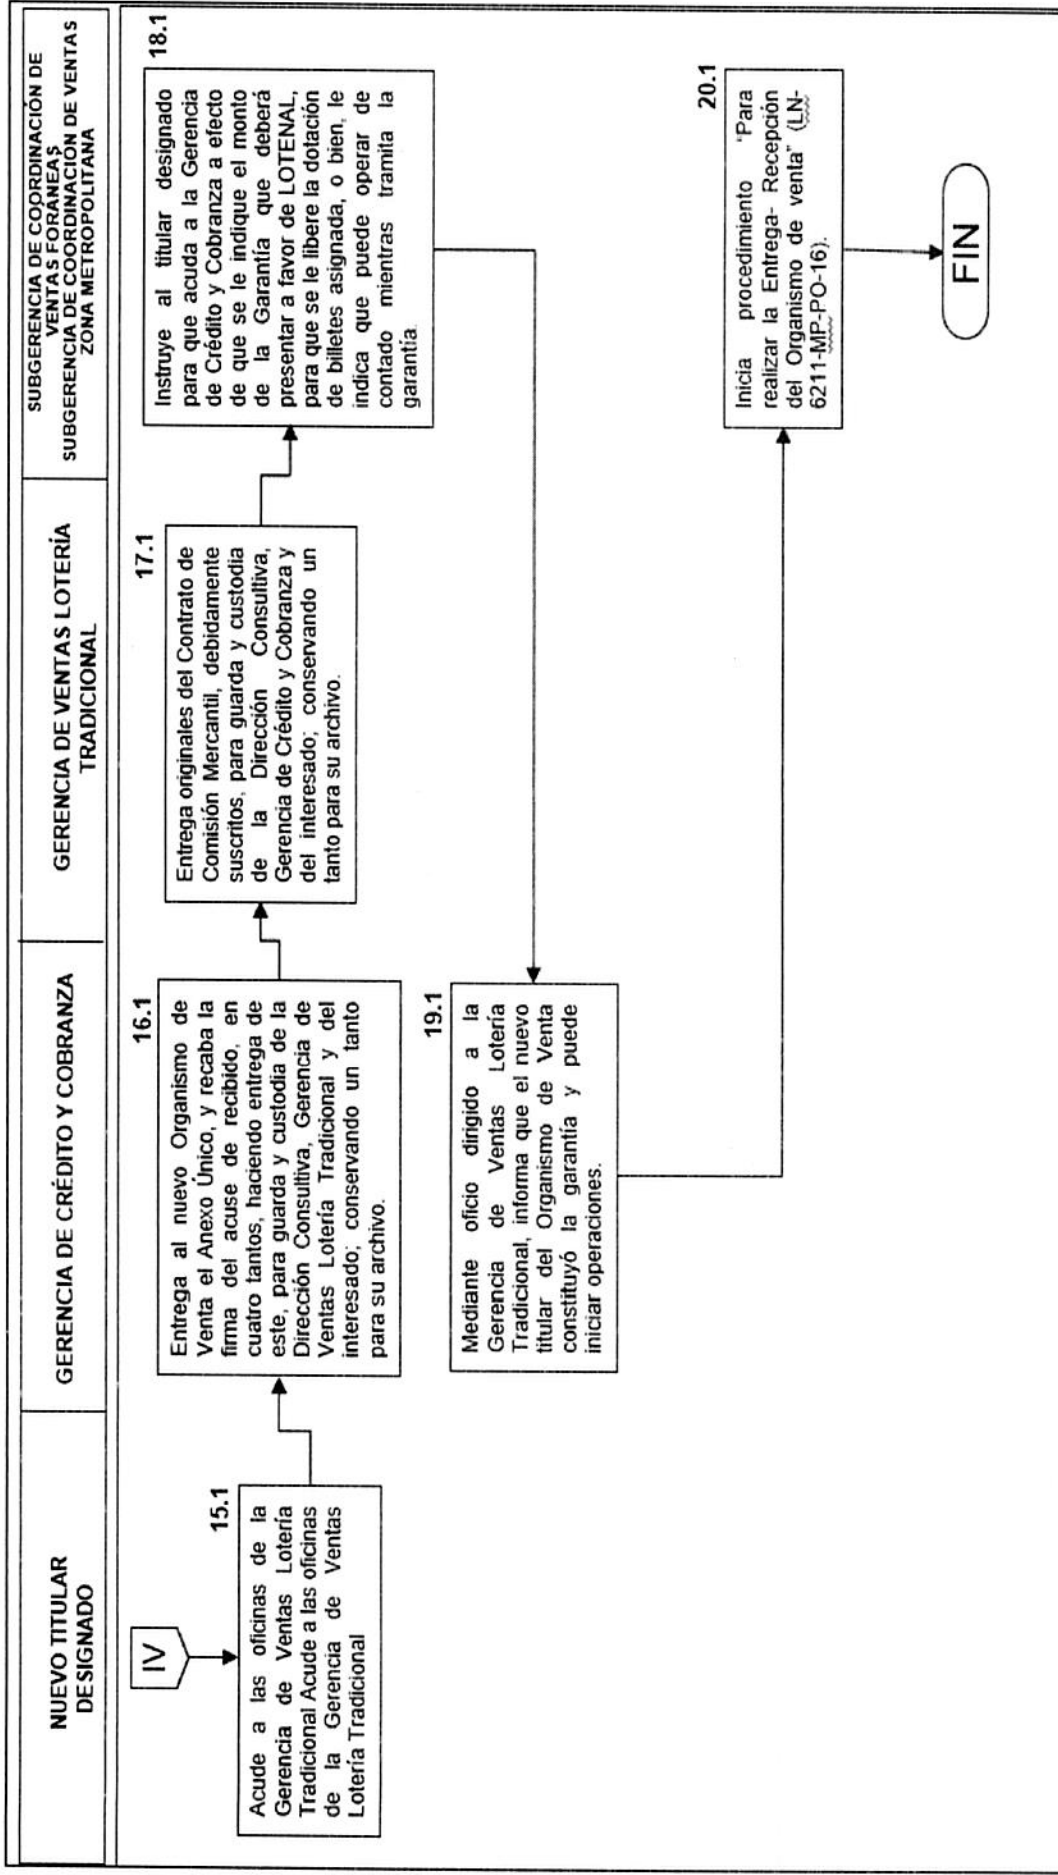 NUEVO TITULAR
DESIGNADO
GERENCIA DE CRÉDITO Y COBRANZA
GERENCIA DE VENTAS LOTERÍA
TRADICIONAL
SUBGERENCIA DE COORDINACIÓN DE
VENTAS FORANEAS
SUBGERENCIA DE COORDINACION DE VENTAS
ZONA METROPOLITANA
IV
15.1
Acude a las oficinas de la
Gerencia de Ventas Lotería
Tradicional Acude a las oficinas
de la Gerencia de Ventas
Lotería Tradicional
16.1
Entrega al nuevo Organismo de
Venta el Anexo Único, y recaba la
firma del acuse de recibido, en
cuatro tantos, haciendo entrega de
este, para guarda y custodia de la
Dirección Consultiva, Gerencia de
Ventas Lotería Tradicional y del
interesado; conservando un tanto
para su archivo.
17.1
Entrega originales del Contrato de
Comisión Mercantil, debidamente
suscritos, para guarda y custodia
de la Dirección Consultiva,
Gerencia de Crédito y Cobranza y
del interesado; conservando un
tanto para su archivo.
18.1
Instruye al titular designado
para que acuda a la Gerencia
de Crédito y Cobranza a efecto
de que se le indique el monto
de la Garantía que deberá
presentar a favor de LOTENAL,
para que se le libere la dotación
de billetes asignada, o bien, le
indica que puede operar de
contado mientras tramita la
garantía.
19.1
Mediante oficio dirigido a la
Gerencia de Ventas Lotería
Tradicional, informa que el nuevo
titular del Organismo de Venta
constituyó la garantía y puede
iniciar operaciones.
20.1
Inicia procedimiento "Para
realizar la Entrega- Recepción
del Organismo de venta" (LN-
6211-MP-PO-16).
FIN